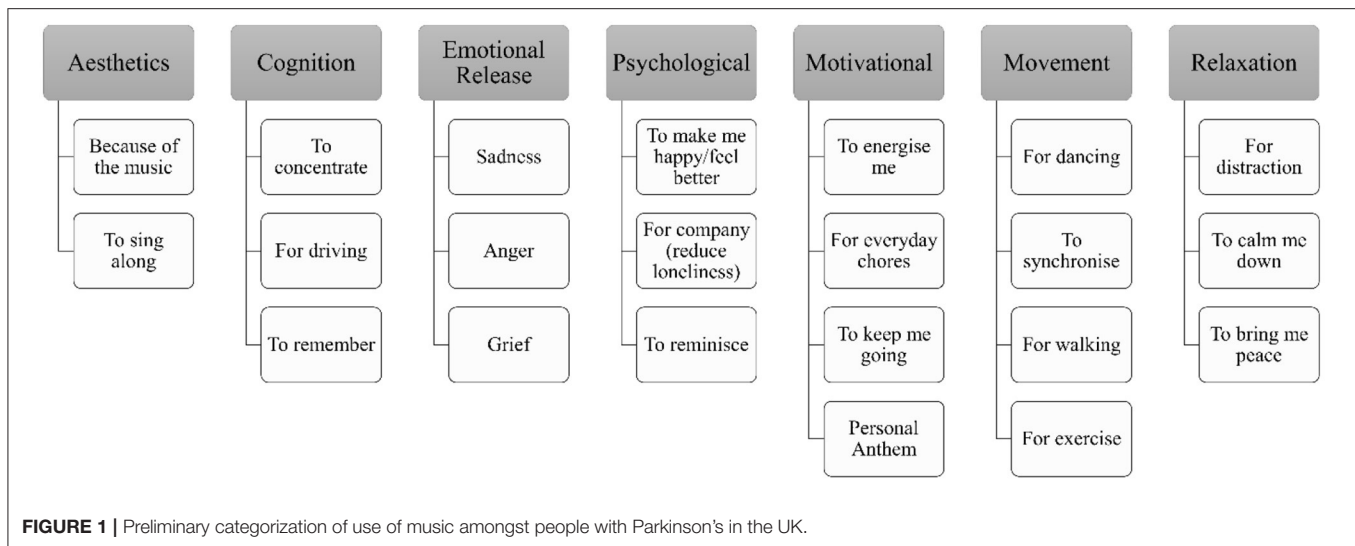 Aesthetics
Because of
the music
To sing
along
Cognition
To
concentrate
For driving
To remember
Emotional
Release
Sadness
Anger
Grief
Psychological
To make me
happy/feel
better
For company
(reduce
loneliness)
To reminisce
Motivational
To energise
me
For everyday
chores
To keep me
going
Personal
Anthem
Movement
For dancing
To
synchronise
For walking
For exercise
Relaxation
For
distraction
To calm me
down
To bring me
peace
FIGURE 1 | Preliminary categorization of use of music amongst people with Parkinson's in the UK.